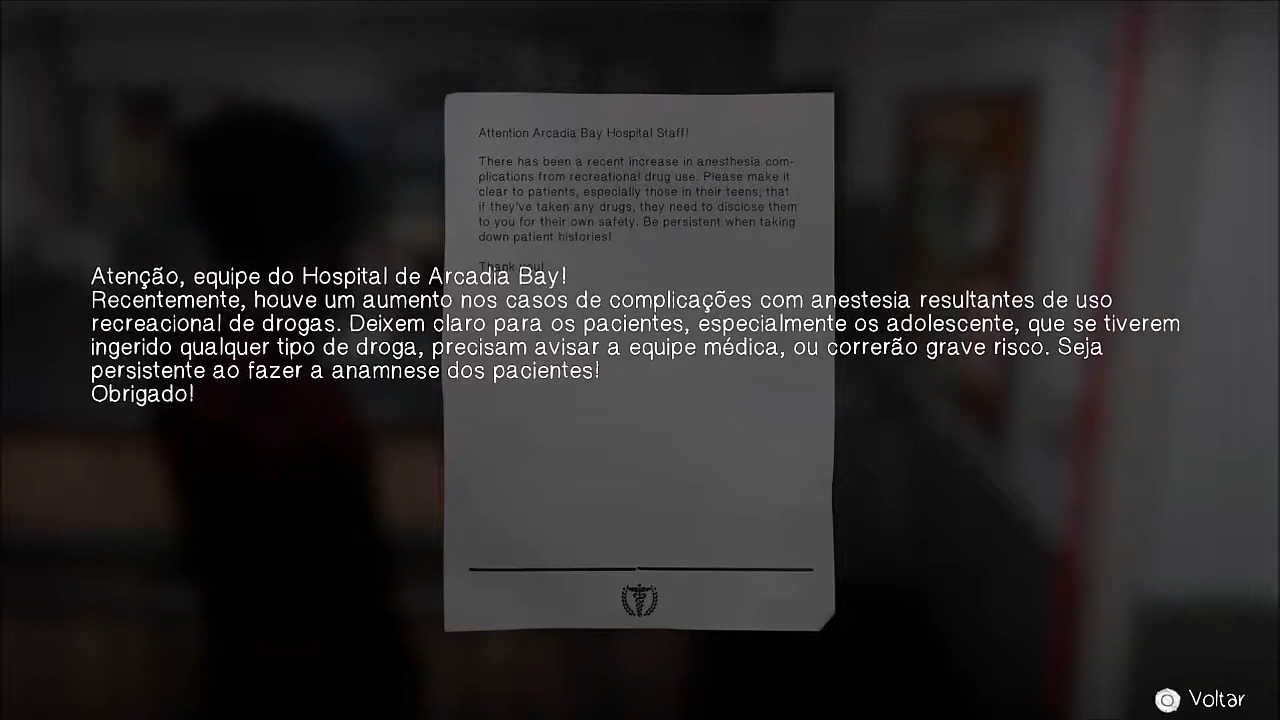 Attention Arcadia Bay Hospital Staff!
There has been a recent increase in anesthesia com-
plications from recreational drug use. Please make it
clear to patients, especially those in their teens, that
if they've taken any drugs, they need to disclose them
to you for their own safety. Be persistent when taking
down patient histories!
Thank you!
Atenção, equipe do Hospital de Arcadia Bay!
Recentemente, houve um aumento nos casos de complicações com anestesia resultantes de uso
recreacional de drogas. Deixem claro para os pacientes, especialmente os adolescente, que se tiverem
ingerido qualquer tipo de droga, precisam avisar a equipe médica, ou correrão grave risco. Seja
persistente ao fazer a anamnese dos pacientes!
Obrigado!
Voltar